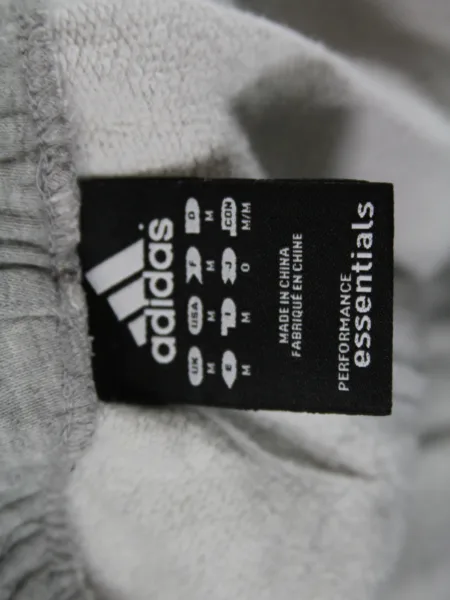 adidas
UK USA F D
M M M M
E I J CON
M M O M/M
MADE IN CHINA
FABRIQUÉ EN CHINE
PERFORMANCE
essentials